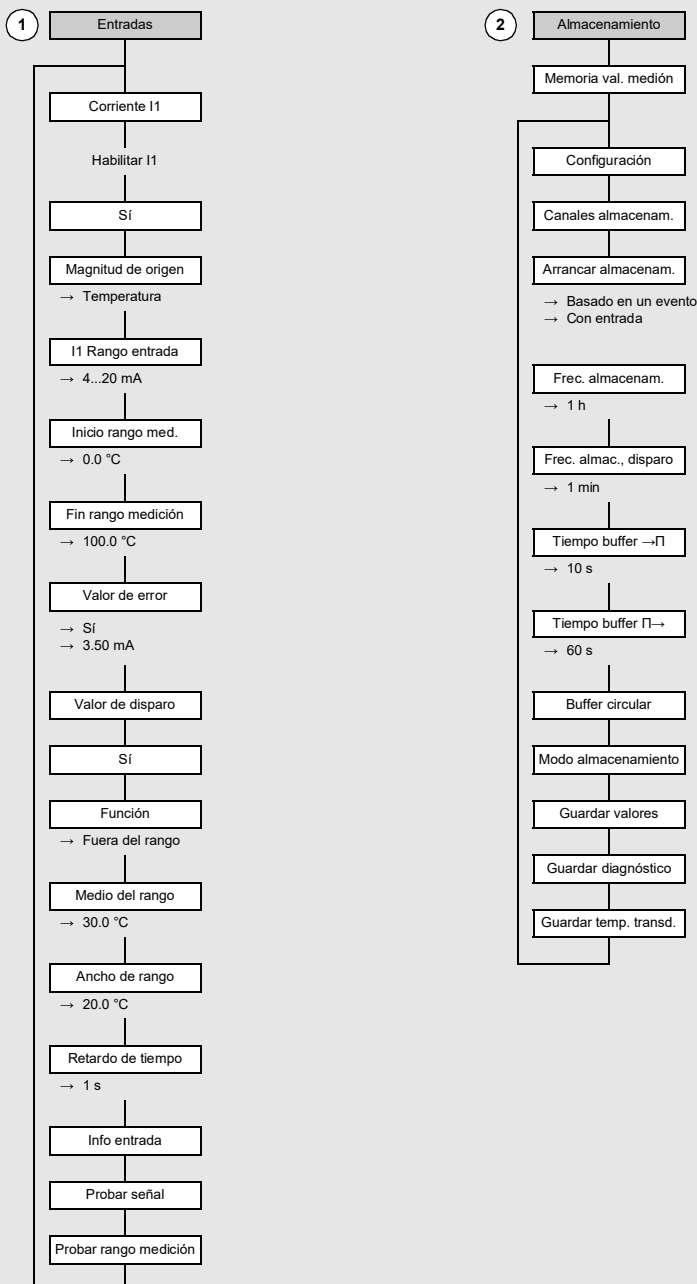 1
Entradas
Corriente I1
Habilitar I1
Sí
Magnitud de origen
→ Temperatura
I1 Rango entrada
→ 4...20 mA
Inicio rango med.
→ 0.0 °C
Fin rango medición
→ 100.0 °C
Valor de error
→ Sí
→ 3.50 mA
Valor de disparo
Sí
Función
→ Fuera del rango
Medio del rango
→ 30.0 °C
Ancho de rango
→ 20.0 °C
Retardo de tiempo
→ 1 s
Info entrada
Probar señal
Probar rango medición
2
Almacenamiento
Memoria val. medión
Configuración
Canales almacenam.
Arrancar almacenam.
→ Basado en un evento
→ Con entrada
Frec. almacenam.
→ 1 h
Frec. almac., disparo
→ 1 min
Tiempo buffer →Π
→ 10 s
Tiempo buffer Π→
→ 60 s
Buffer circular
Modo almacenamiento
Guardar valores
Guardar diagnóstico
Guardar temp. transd.